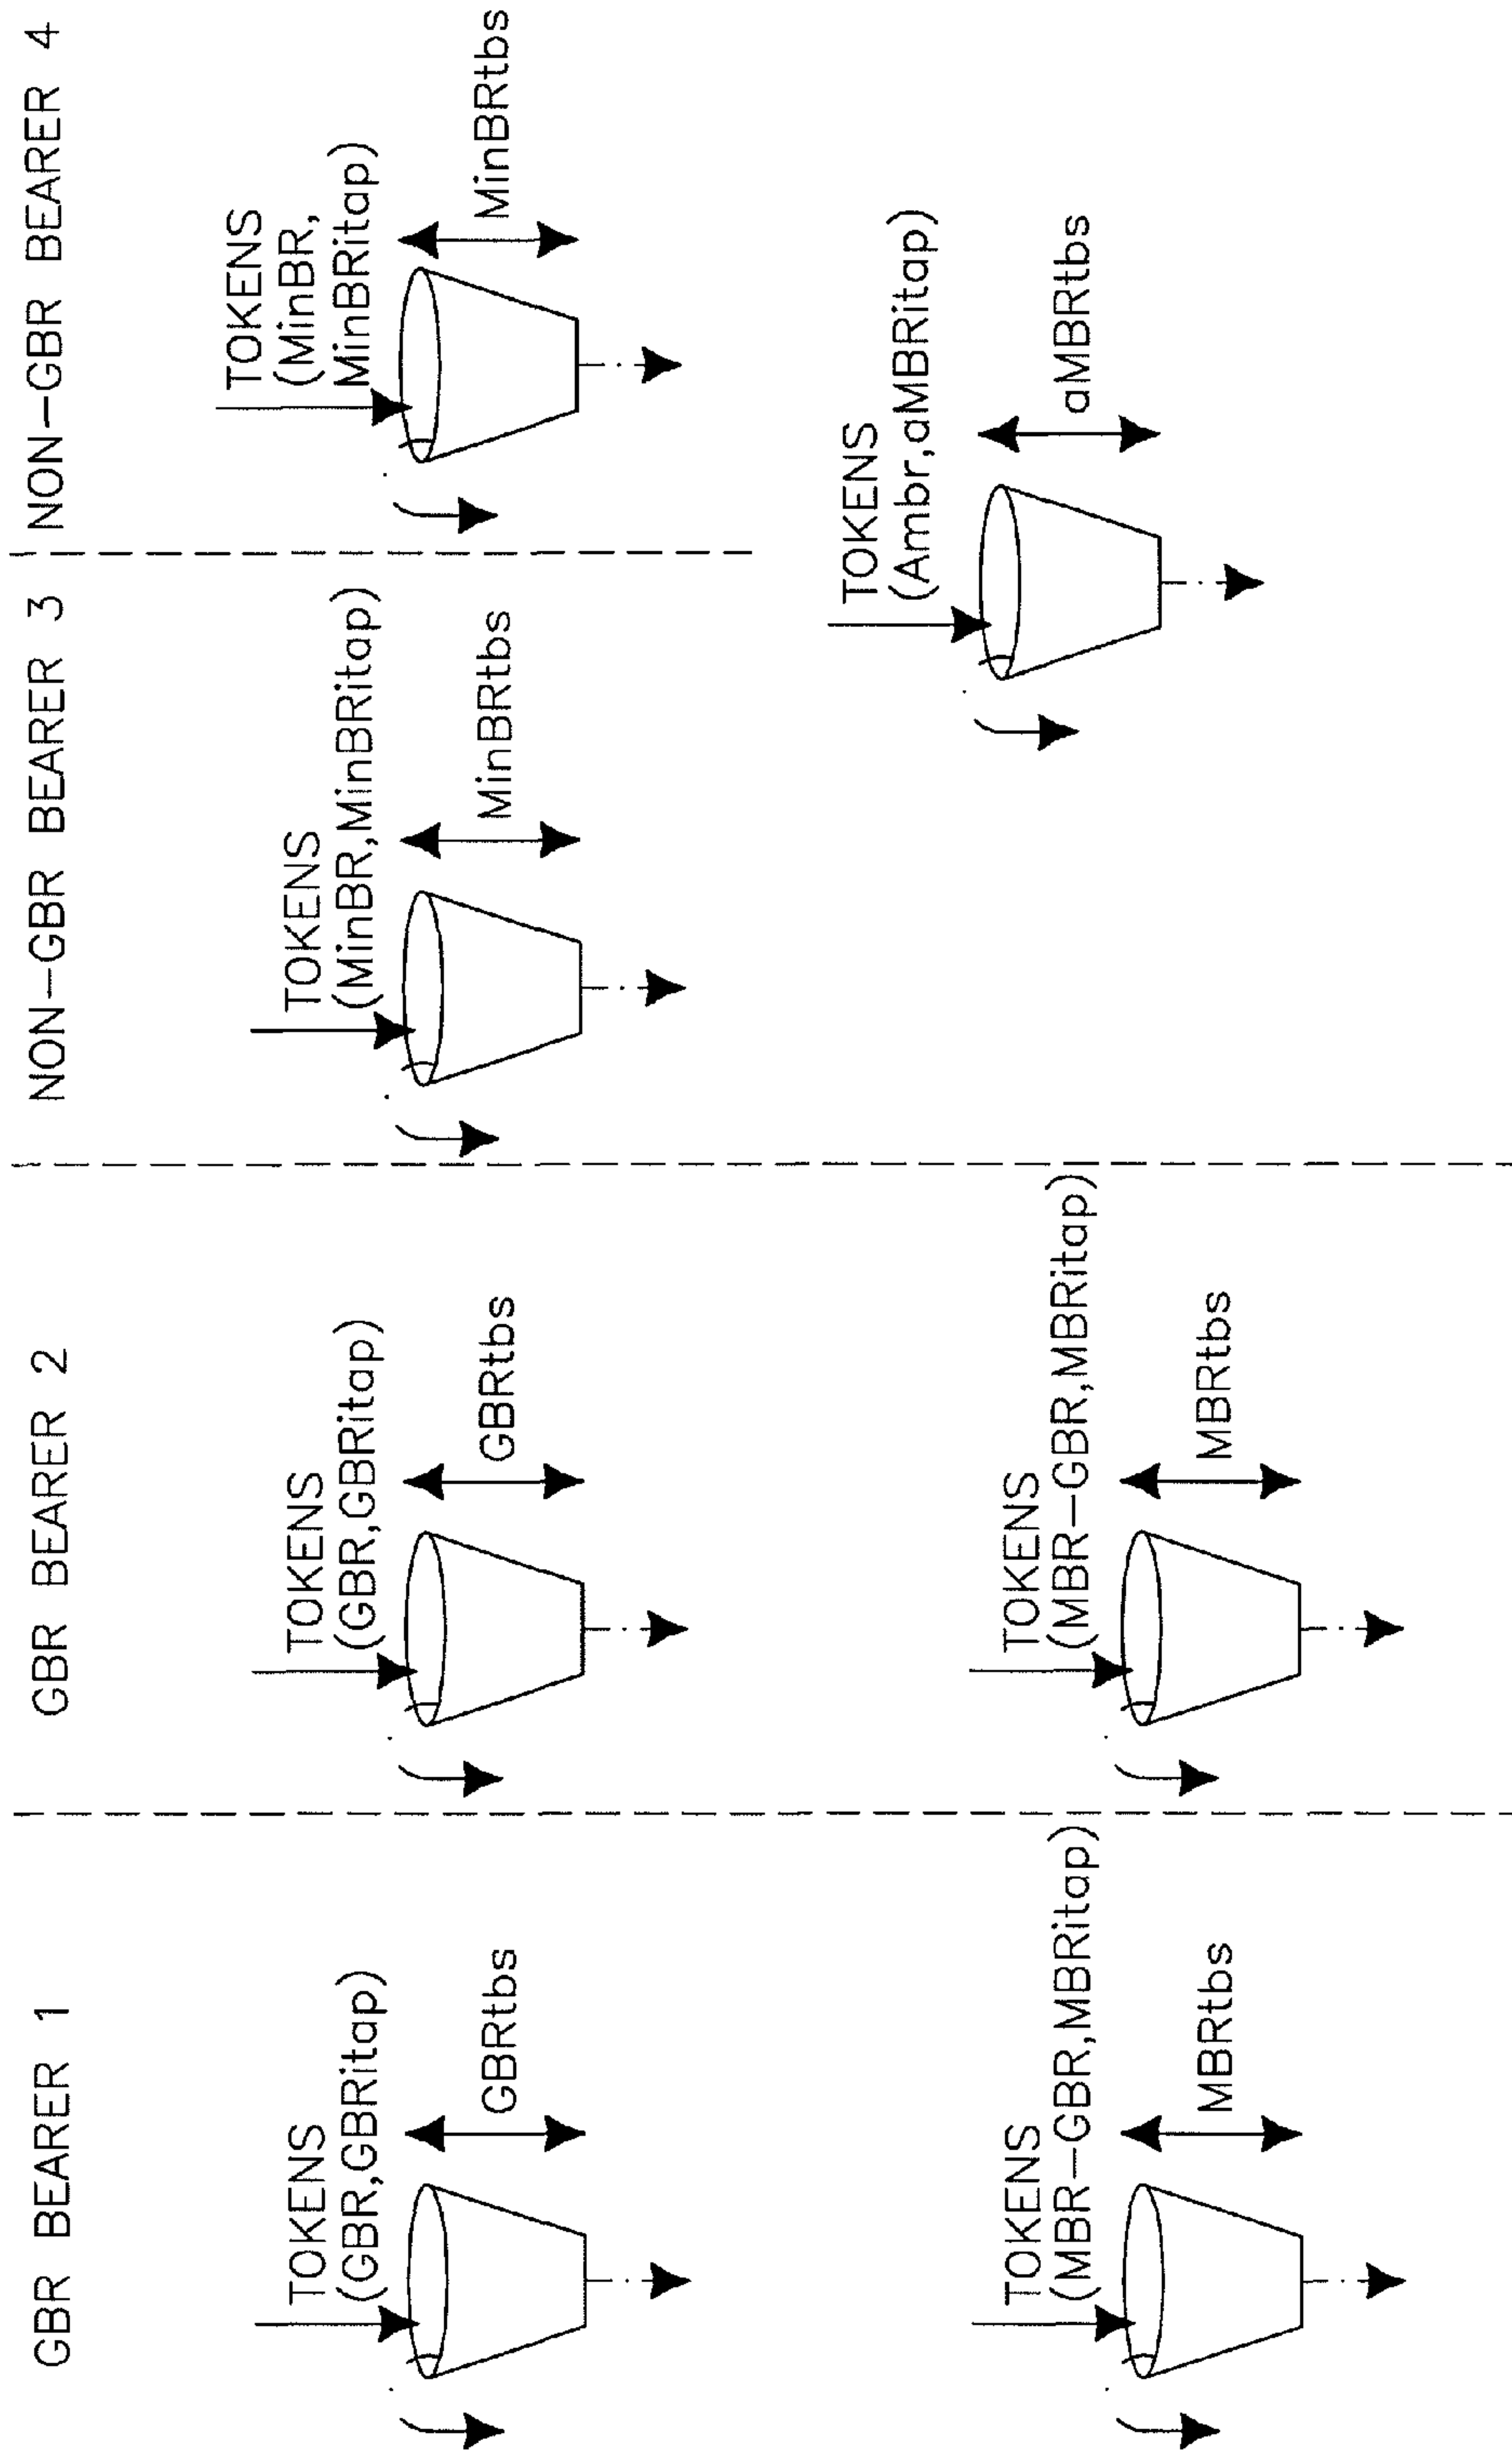 GBR BEARER 1
TOKENS
(GBR,GBRitap)
GBRtbs
TOKENS
(MBR-GBR,MBRitap)
MBRtbs
GBR BEARER 2
TOKENS
(GBR,GBRitap)
GBRtbs
TOKENS
(MBR-GBR,MBRitap)
MBRtbs
NON-GBR BEARER 3
TOKENS
(MinBR,MinBRitap)
MinBRtbs
NON-GBR BEARER 4
TOKENS
(MinBR,
MinBRitap)
MinBRtbs
TOKENS
(Ambr,aMBRitap)
aMBRtbs